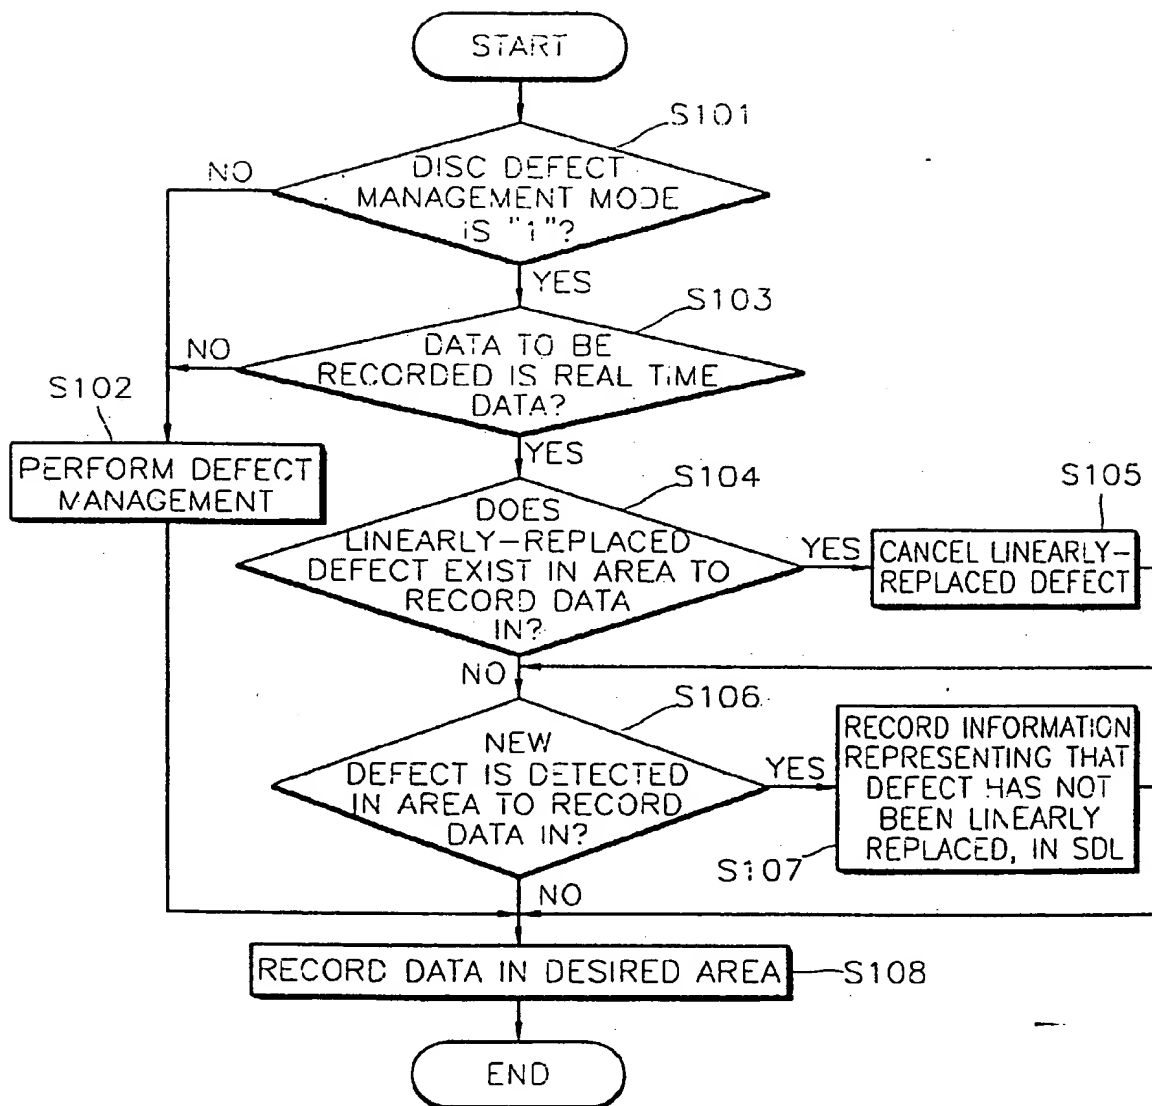 START
S101
NO
DISC DEFECT
MANAGEMENT MODE
IS "1"?
YES
S103
NO
DATA TO BE
RECORDED IS REAL TIME
DATA?
S102
YES
PERFORM DEFECT
MANAGEMENT
S104
DOES
LINEARLY-REPLACED
DEFECT EXIST IN AREA TO
RECORD DATA
IN?
YES
S105
CANCEL LINEARLY-
REPLACED DEFECT
NO
S106
NEW
DEFECT IS DETECTED
IN AREA TO RECORD
DATA IN?
YES
RECORD INFORMATION
REPRESENTING THAT
DEFECT HAS NOT
BEEN LINEARLY
REPLACED, IN SDL
S107
NO
RECORD DATA IN DESIRED AREA
S108
END